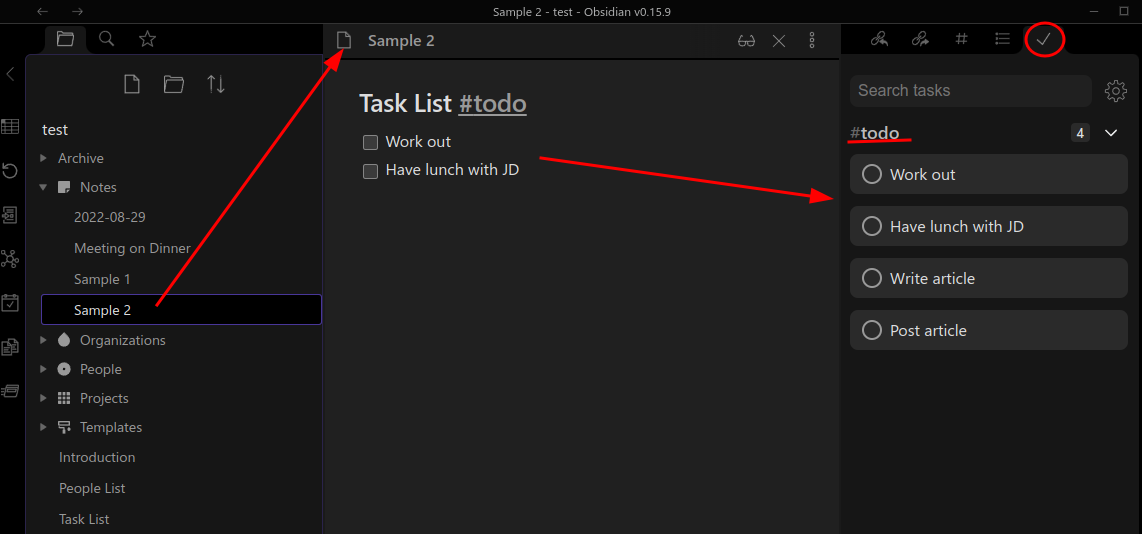 Sample 2 - test - Obsidian v0.15.9
test
Archive
Notes
2022-08-29
Meeting on Dinner
Sample 1
Sample 2
Organizations
People
Projects
Templates
Introduction
People List
Task List
Sample 2
Task List #todo
Work out
Have lunch with JD
Search tasks
#todo 4
Work out
Have lunch with JD
Write article
Post article